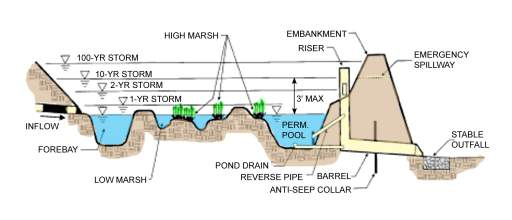 EMBANKMENT
HIGH MARSH
RISER
100-YR STORM
EMERGENCY
SPILLWAY
10-YR STORM
2-YR STORM
1-YR STORM
3' MAX
INFLOW
PERM.
POOL
FOREBAY
STABLE
OUTFALL
POND DRAIN
LOW MARSH
REVERSE PIPE
BARREL
ANTI-SEEP COLLAR